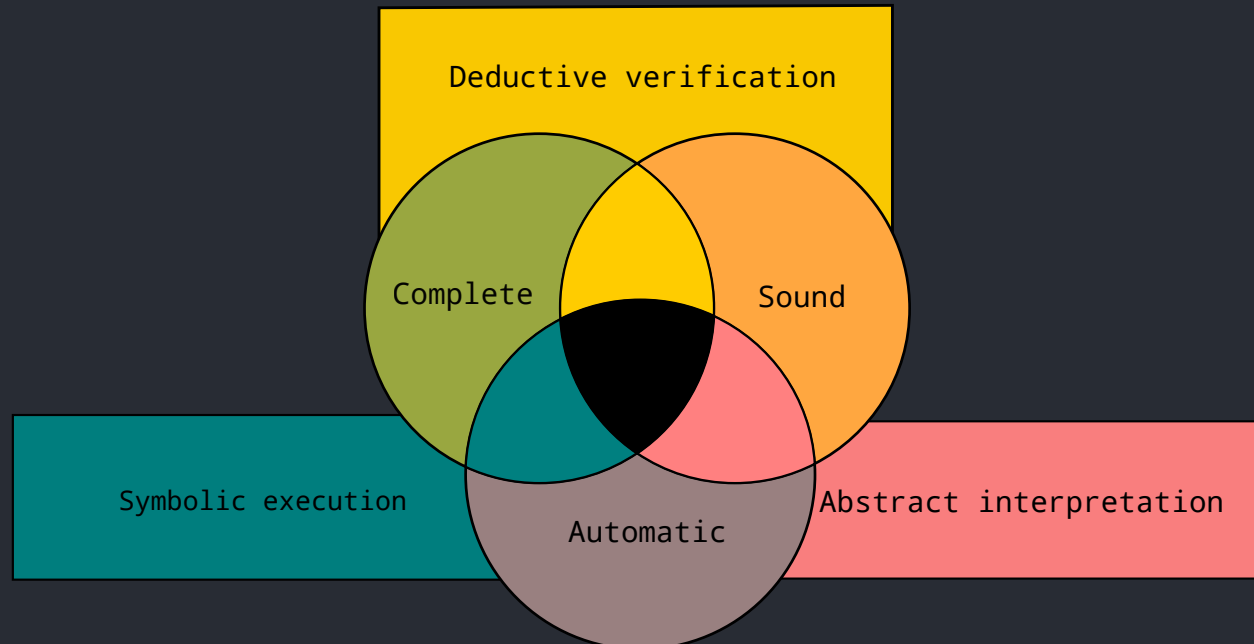 Deductive verification
Complete
Sound
Symbolic execution
Abstract interpretation
Automatic